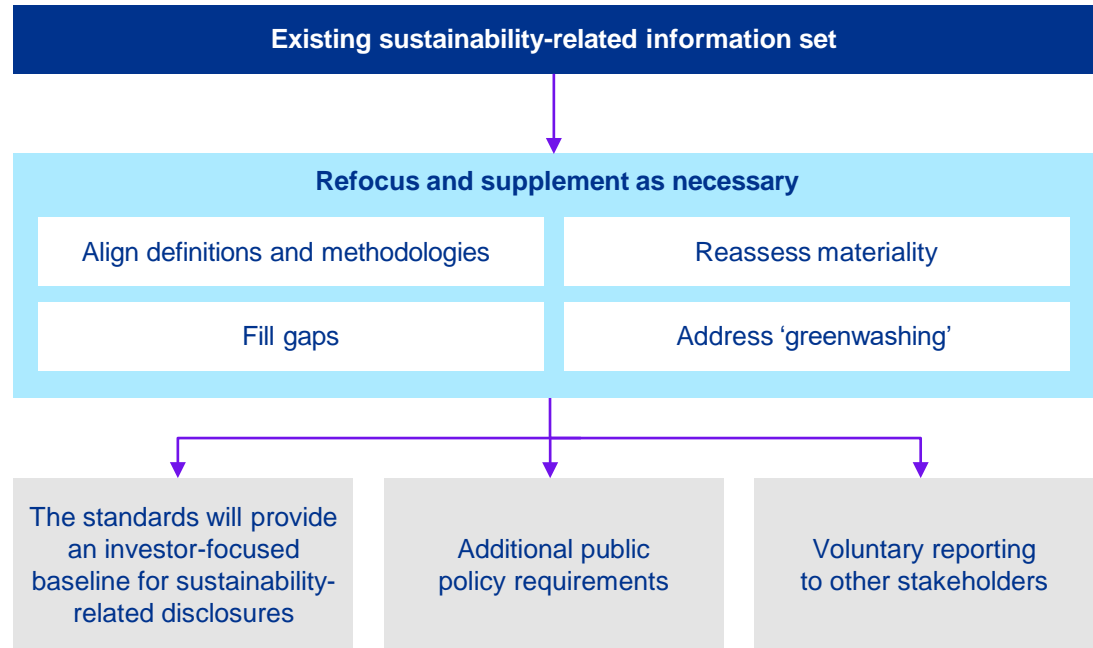 Existing sustainability-related information set
Refocus and supplement as necessary
Align definitions and methodologies
Reassess materiality
Fill gaps
Address ‘greenwashing’
The standards will provide
an investor-focused
baseline for sustainability-
related disclosures
Additional public
policy requirements
Voluntary reporting
to other stakeholders